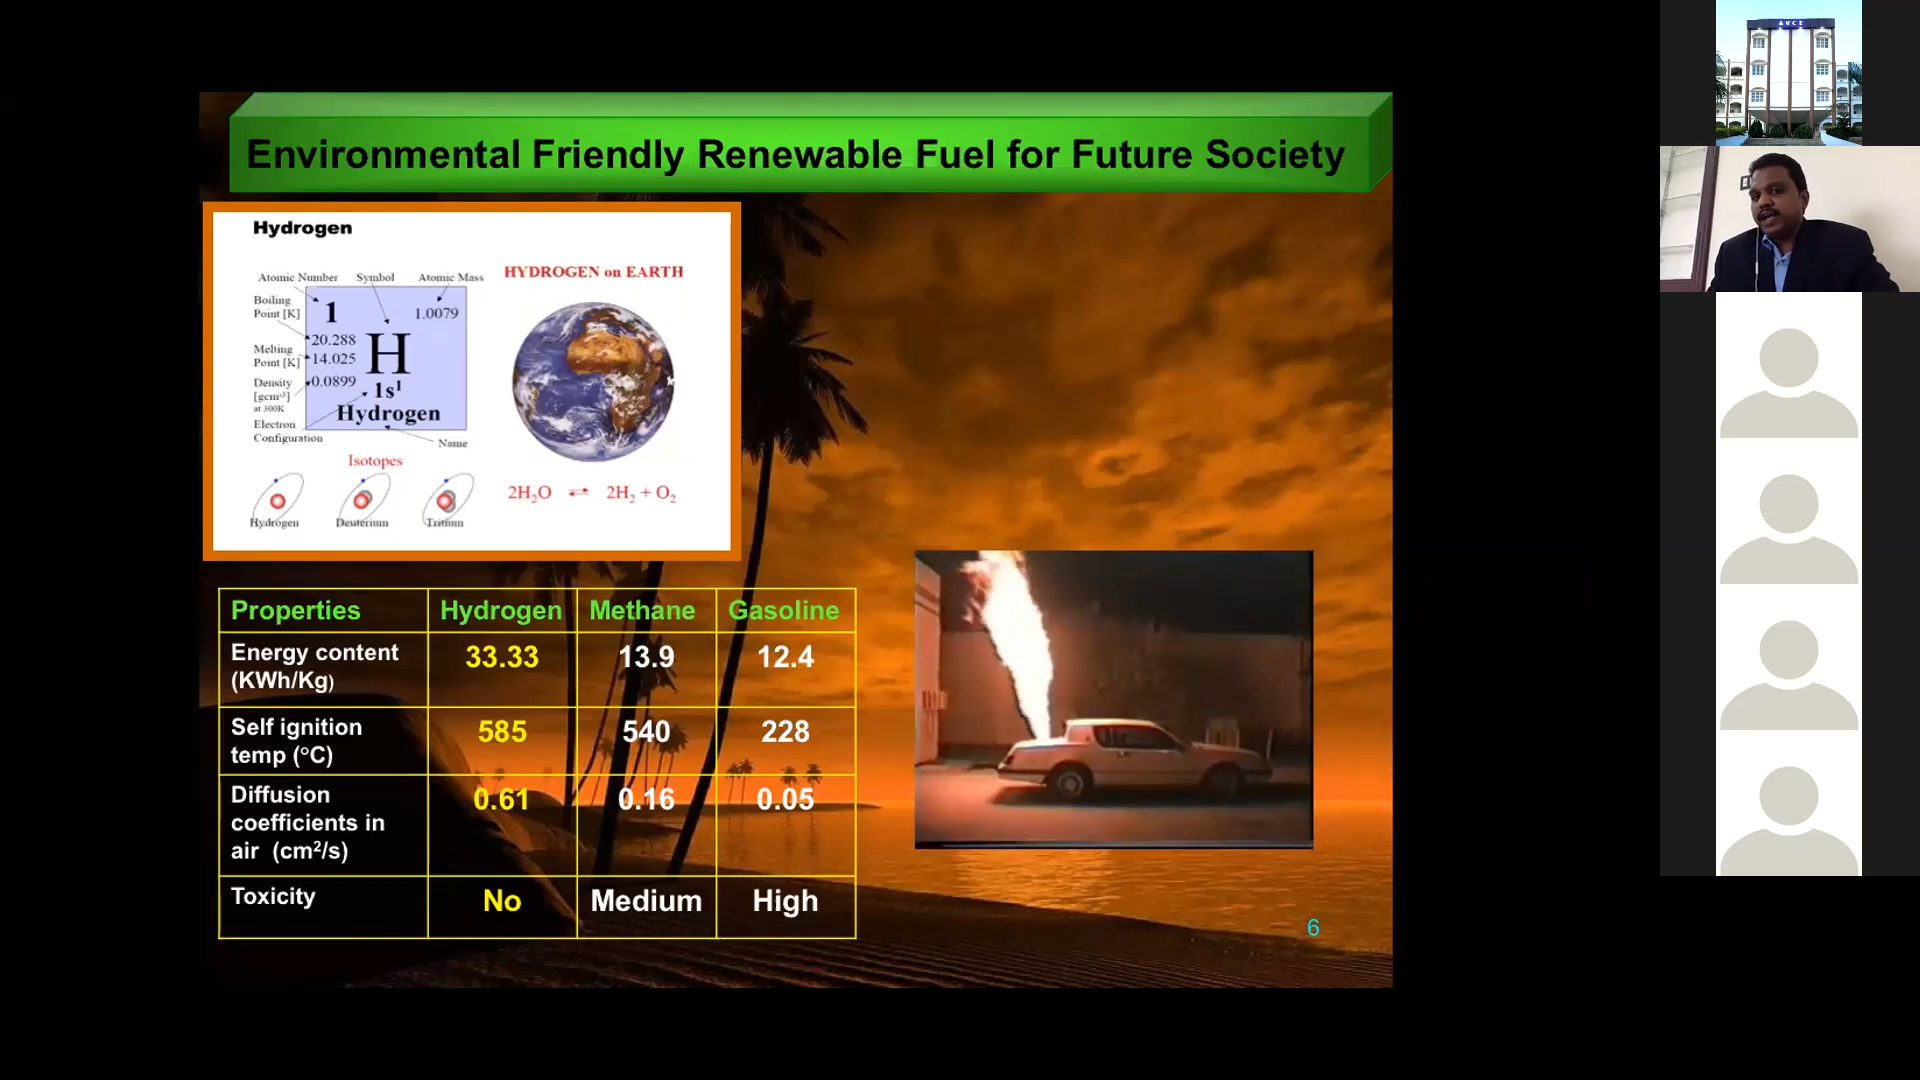 Environmental Friendly Renewable Fuel for Future Society
Hydrogen
Atomic Number Symbol Atomic Mass
Boiling
Point [K]
1
1.0079
20.288
Melting
Point [K]
14.025
H
Density
[gcm⁻³]
at 300K
0.0899
1s¹
Hydrogen
Electron
Configuration
Name
Isotopes
Hydrogen Deuterium Tritium
HYDROGEN on EARTH
2H₂O ⇌ 2H₂ + O₂
Properties Hydrogen Methane Gasoline
Energy content
(KWh/Kg) 33.33 13.9 12.4
Self ignition
temp (°C) 585 540 228
Diffusion
coefficients in
air (cm²/s) 0.61 0.16 0.05
Toxicity No Medium High
6
AVCE